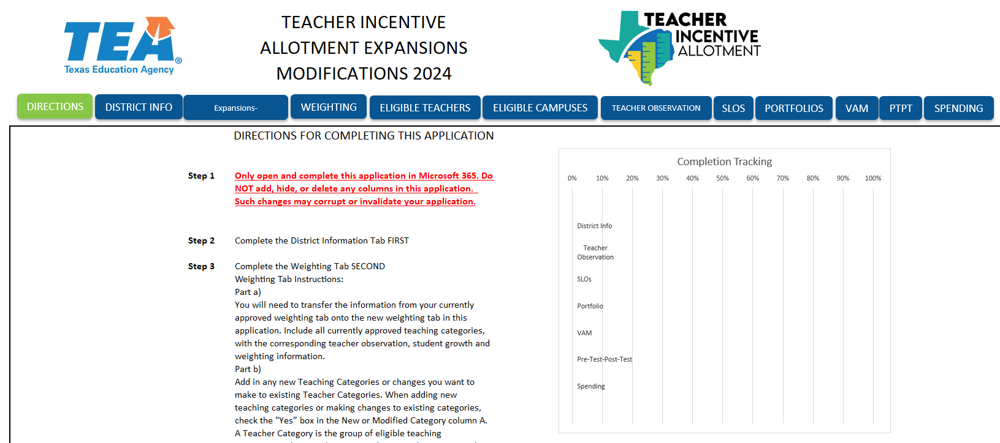 TEA
®
Texas Education Agency
TEACHER INCENTIVE
ALLOTMENT EXPANSIONS
MODIFICATIONS 2024
TEACHER
INCENTIVE
ALLOTMENT
DIRECTIONS
DISTRICT INFO
Expansions-
WEIGHTING
ELIGIBLE TEACHERS
ELIGIBLE CAMPUSES
TEACHER OBSERVATION
SLOS
PORTFOLIOS
VAM
PTPT
SPENDING
DIRECTIONS FOR COMPLETING THIS APPLICATION
Step 1
Only open and complete this application in Microsoft 365. Do
NOT add, hide, or delete any columns in this application.
Such changes may corrupt or invalidate your application.
Step 2
Complete the District Information Tab FIRST
Step 3
Complete the Weighting Tab SECOND
Weighting Tab Instructions:
Part a)
You will need to transfer the information from your currently
approved weighting tab onto the new weighting tab in this
application. Include all currently approved teaching categories,
with the corresponding teacher observation, student growth and
weighting information.
Part b)
Add in any new Teaching Categories or changes you want to
make to existing Teacher Categories. When adding new
teaching categories or making changes to existing categories,
check the "Yes” box in the New or Modified Category column A.
A Teacher Category is the group of eligible teaching
Completion Tracking
0% 10% 20% 30% 40% 50% 60% 70% 80% 90% 100%
District Info
Teacher
Observation
SLOs
Portfolio
VAM
Pre-Test-Post-Test
Spending